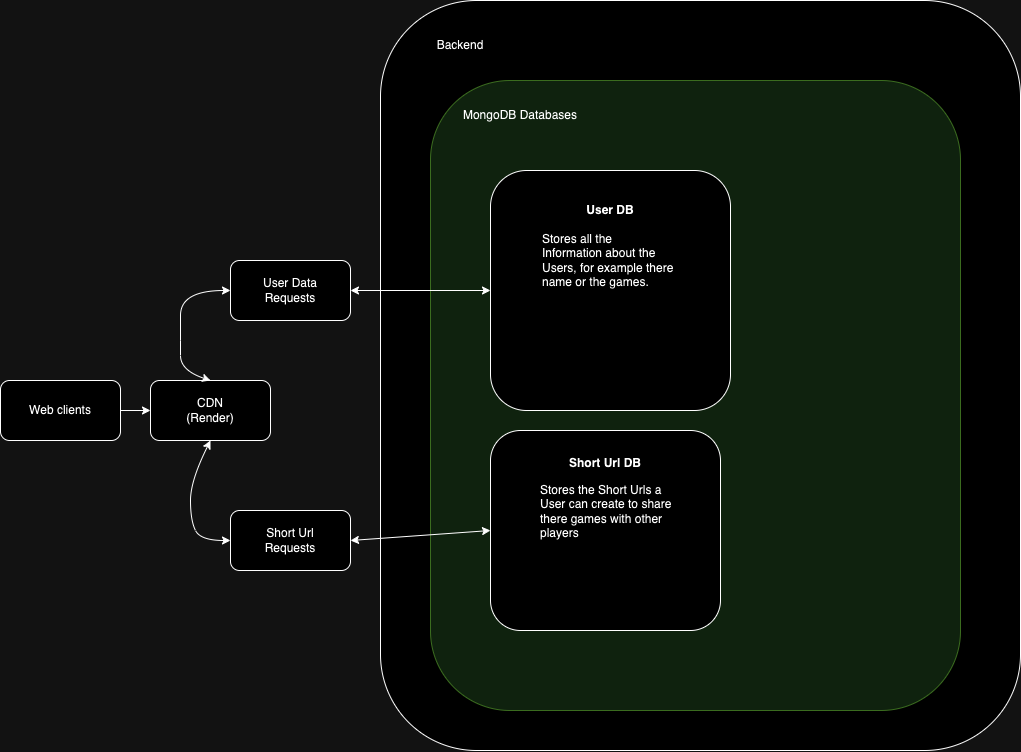 Backend
MongoDB Databases
User DB
Stores all the
Information about the
Users, for example there
name or the games.
User Data
Requests
Web clients
CDN
(Render)
Short Url DB
Stores the Short Urls a
User can create to share
there games with other
players
Short Url
Requests